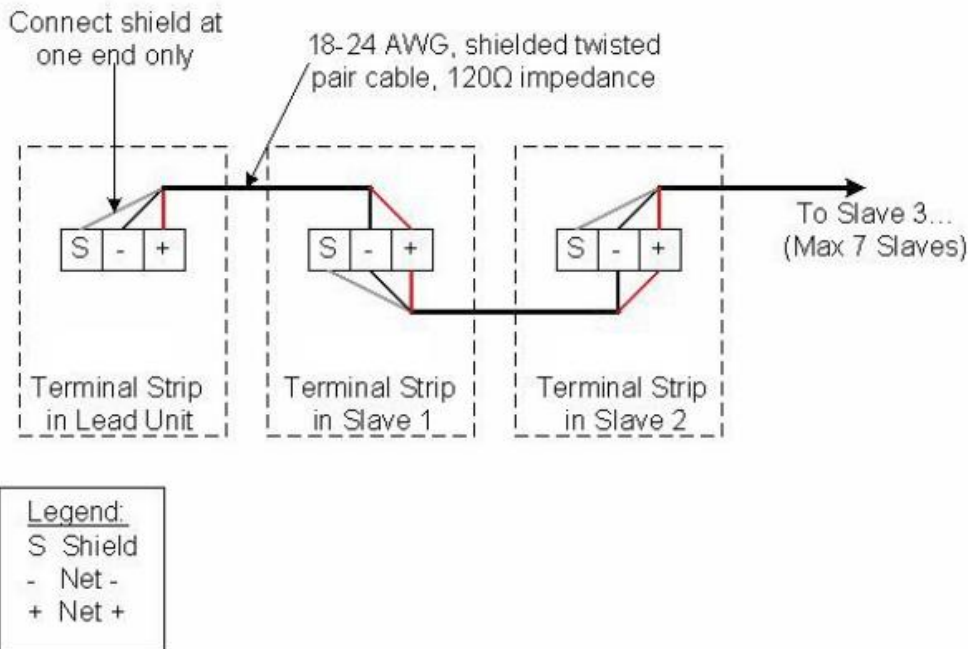 Connect shield at
one end only
18-24 AWG, shielded twisted
pair cable, 120Ω impedance
S - +
S - +
S - +
To Slave 3...
(Max 7 Slaves)
Terminal Strip
in Lead Unit
Terminal Strip
in Slave 1
Terminal Strip
in Slave 2
Legend:
S Shield
- Net -
+ Net +